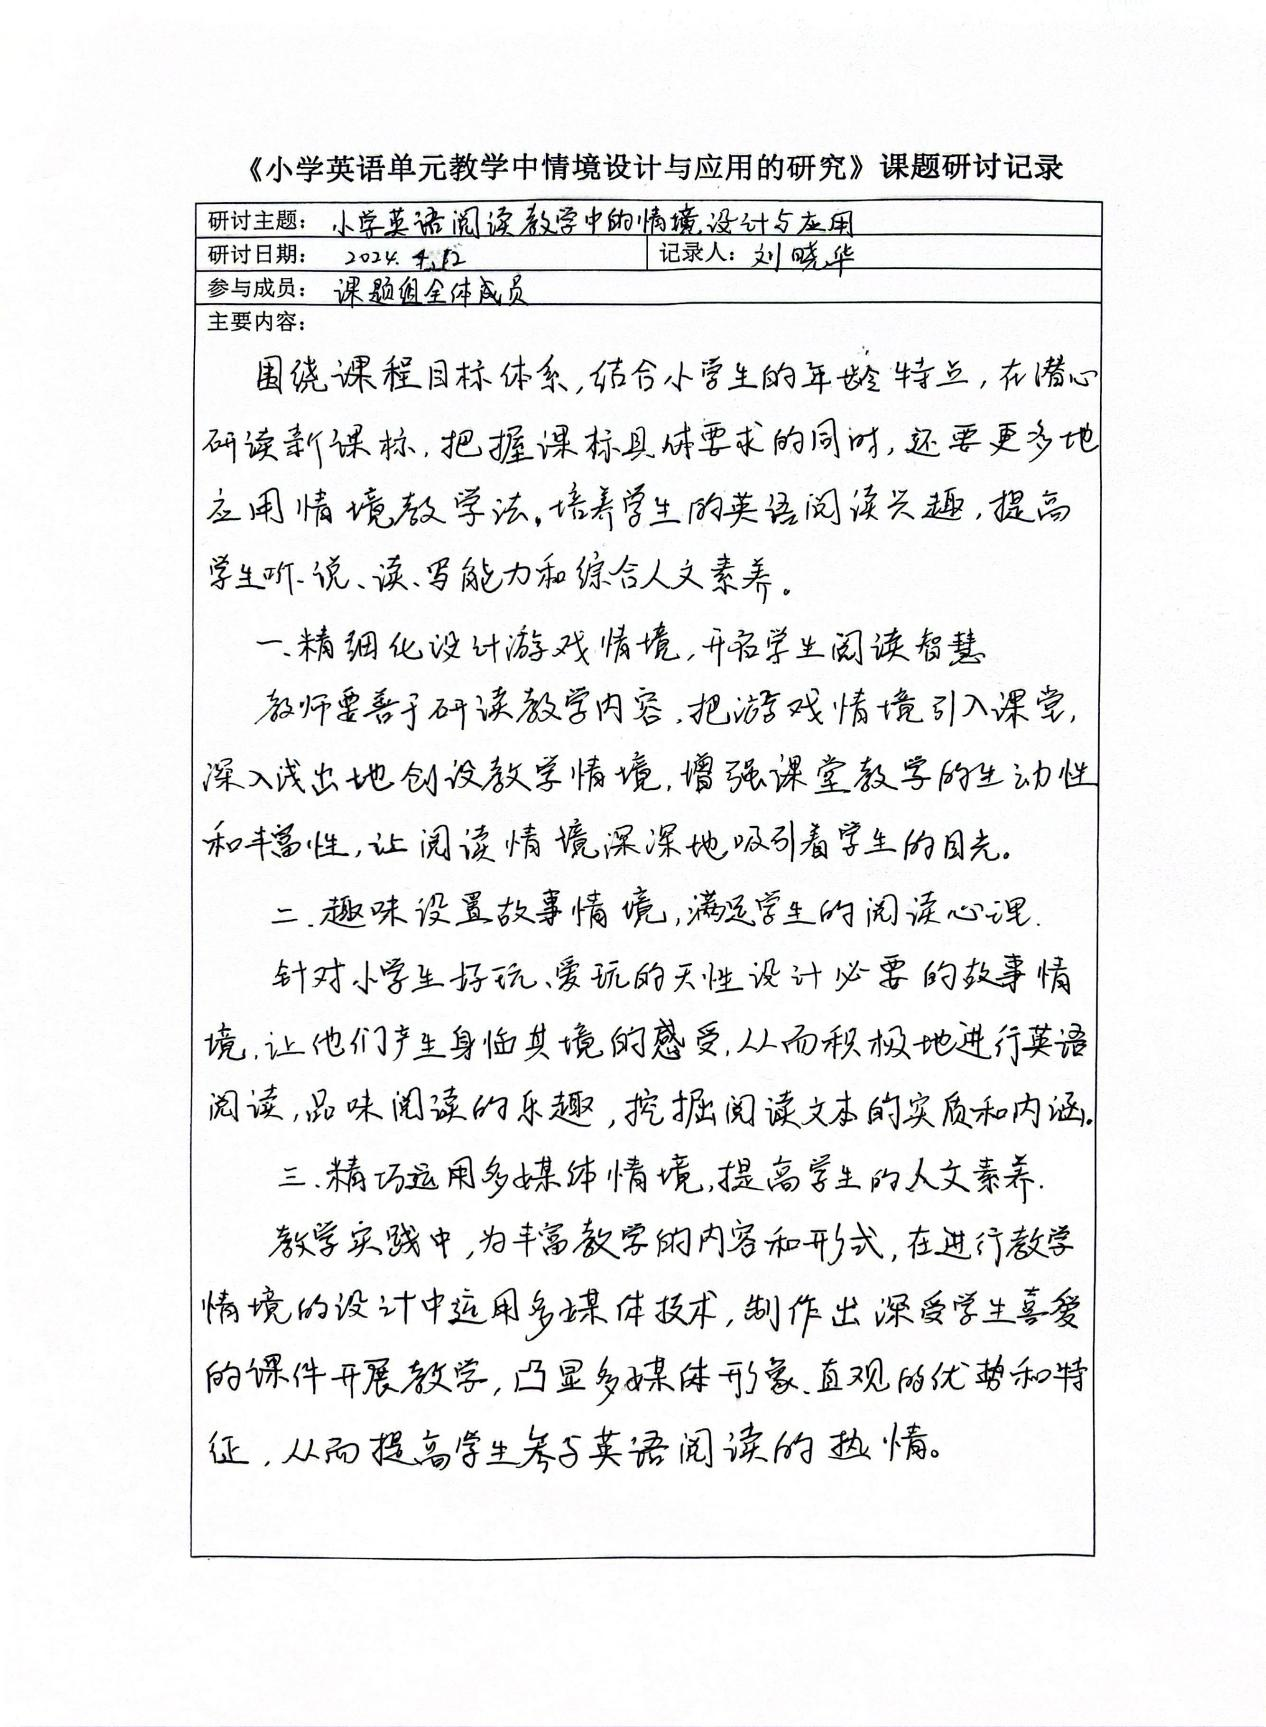 《小学英语单元教学中情境设计与应用的研究》课题研讨记录
研讨主题：小学英语阅读教学中的情境设计与应用
研讨日期：2024.4.12 记录人：刘晓华
参与成员：课题组全体成员
主要内容：
围绕课程目标体系,结合小学生的年龄特点,在潜心
研读新课标,把握课标具体要求的同时,还要更多地
应用情境教学法。培养学生的英语阅读兴趣,提高
学生听、说、读、写能力和综合人文素养。
一、精细化设计游戏情境,开启学生阅读智慧
教师要善于研读教学内容,把游戏情境引入课堂,
深入浅出地创设教学情境,增强课堂教学的生动性
和丰富性,让阅读情境深深地吸引着学生的目光。
二.趣味设置故事情境,满足学生的阅读心理.
针对小学生好玩、爱玩的天性设计必要的故事情
境,让他们产生身临其境的感受,从而积极地进行英语
阅读,品味阅读的乐趣,挖掘阅读文本的实质和内涵。
三.精巧运用多媒体情境,提高学生的人文素养.
教学实践中,为丰富教学的内容和形式,在进行教学
情境的设计中运用多媒体技术,制作出深受学生喜爱
的课件开展教学,凸显多媒体形象、直观的优势和特
征,从而提高学生参与英语阅读的热情。